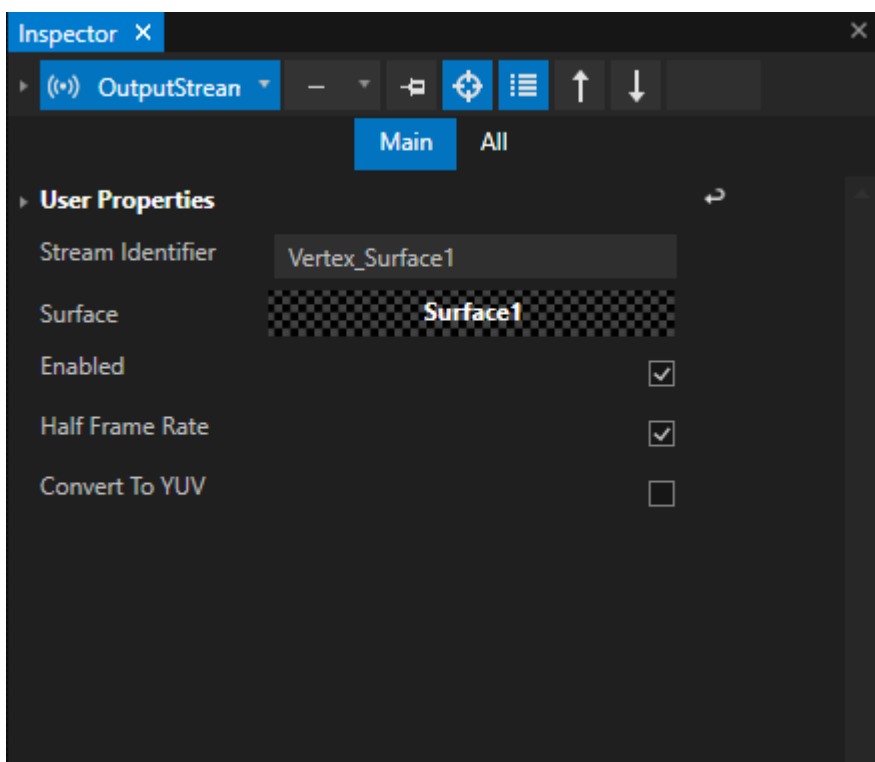 Inspector
OutputStrean
Main All
User Properties
Stream Identifier Vertex_Surface1
Surface Surface1
Enabled
Half Frame Rate
Convert To YUV